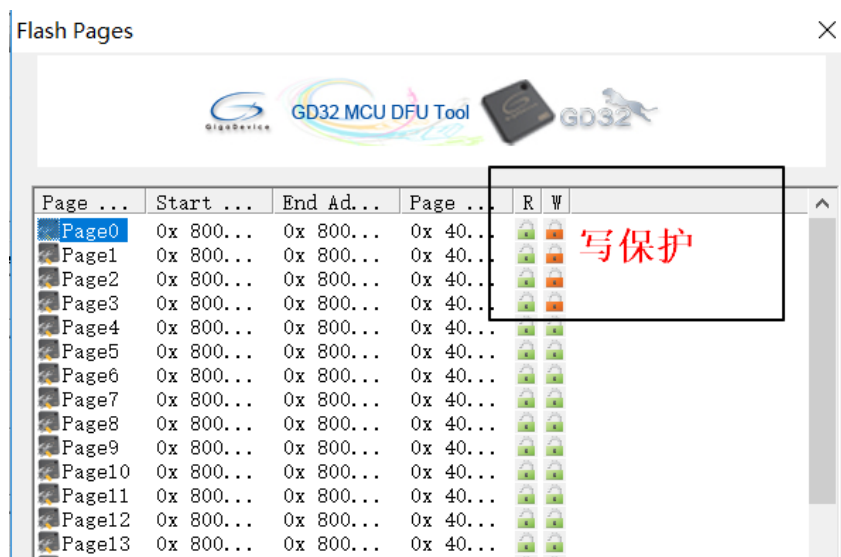 Flash Pages
GigaDevice
GD32 MCU DFU Tool
GD32
Page ... Start ... End Ad... Page ... R W
Page0 0x 800... 0x 800... 0x 40...
写保护
Page1 0x 800... 0x 800... 0x 40...
Page2 0x 800... 0x 800... 0x 40...
Page3 0x 800... 0x 800... 0x 40...
Page4 0x 800... 0x 800... 0x 40...
Page5 0x 800... 0x 800... 0x 40...
Page6 0x 800... 0x 800... 0x 40...
Page7 0x 800... 0x 800... 0x 40...
Page8 0x 800... 0x 800... 0x 40...
Page9 0x 800... 0x 800... 0x 40...
Page10 0x 800... 0x 800... 0x 40...
Page11 0x 800... 0x 800... 0x 40...
Page12 0x 800... 0x 800... 0x 40...
Page13 0x 800... 0x 800... 0x 40...